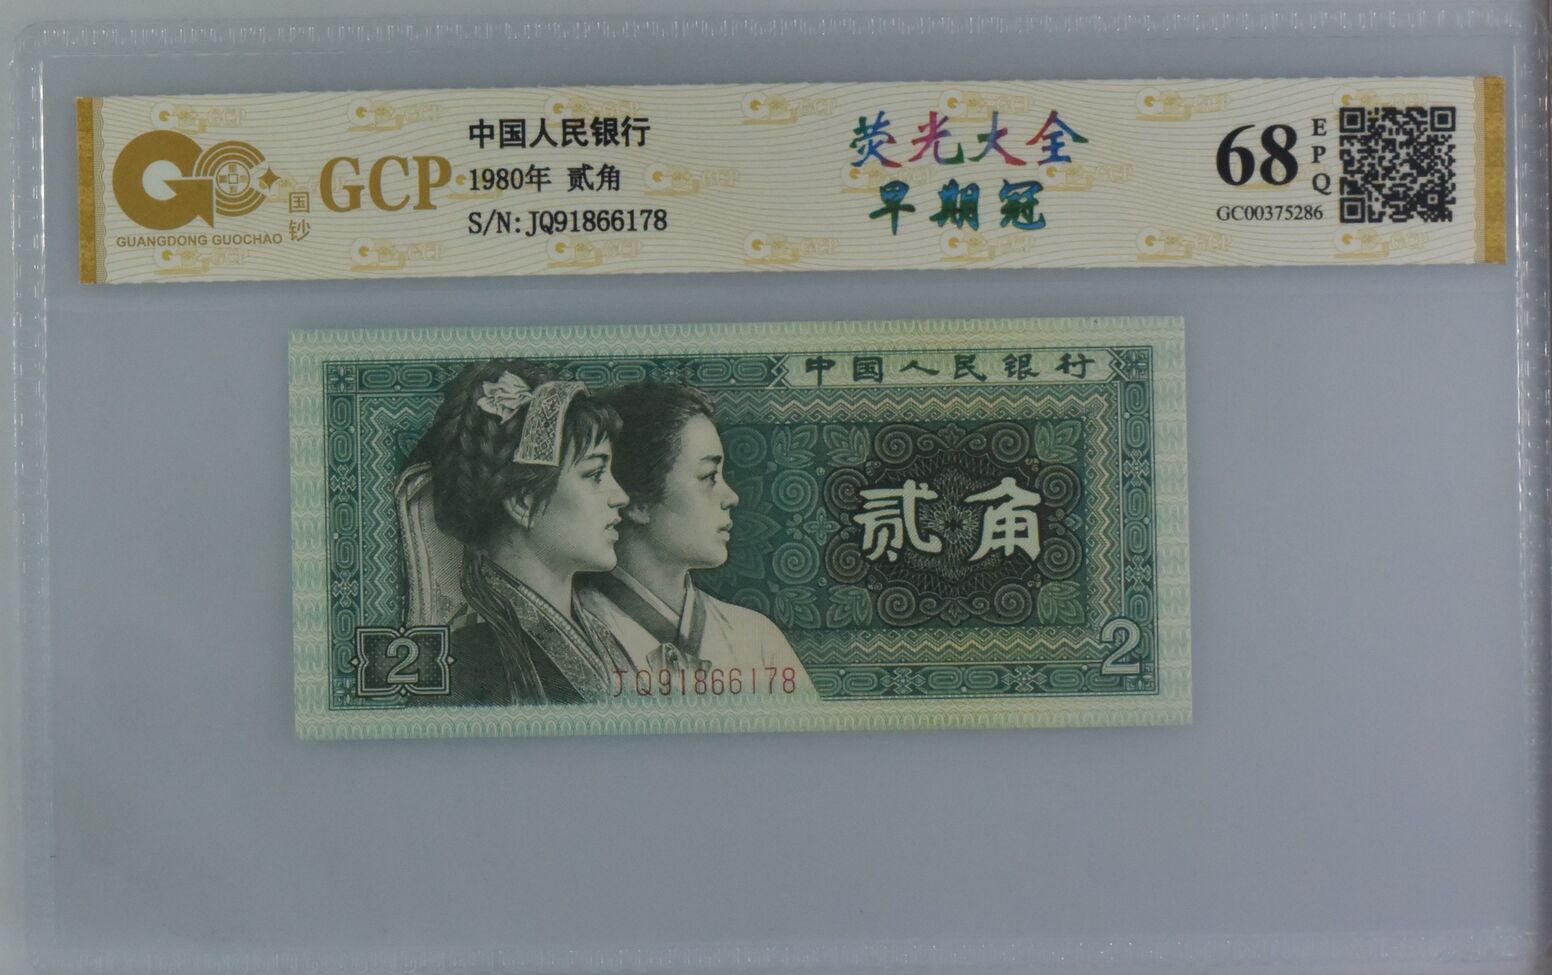 GUANGDONG GUOCHAO
国
钞
GCP
中国人民银行
1980年 贰角
S/N:JQ91866178
荧光大全
早期冠
68
EPQ
GC00375286
中国人民银行
贰角
2
2
JQ91866178